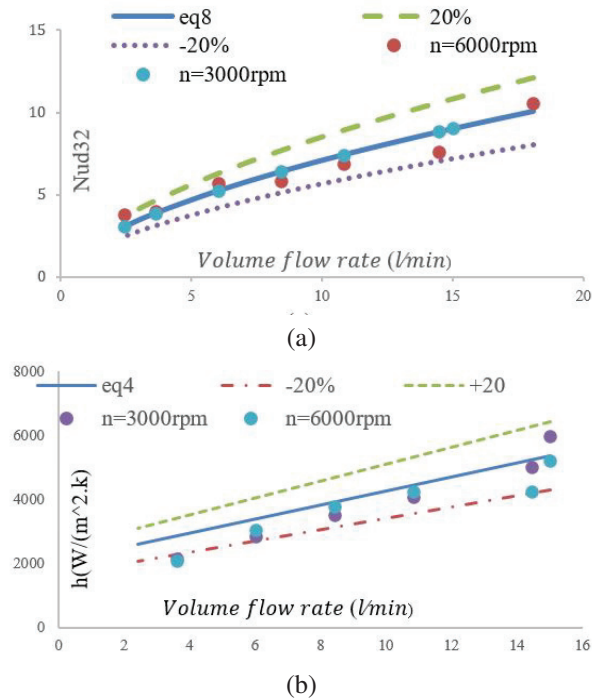 15
10
5
0
0 5 10 15 20
Nud32
eq8 20%
-20% n=6000rpm
n=3000rpm
Volume flow rate (l/min)
(a)
8000
6000
4000
2000
0
0 2 4 6 8 10 12 14 16
h(W/(m^2.k)
eq4 -20% +20
n=3000rpm n=6000rpm
Volume flow rate (l/min)
(b)